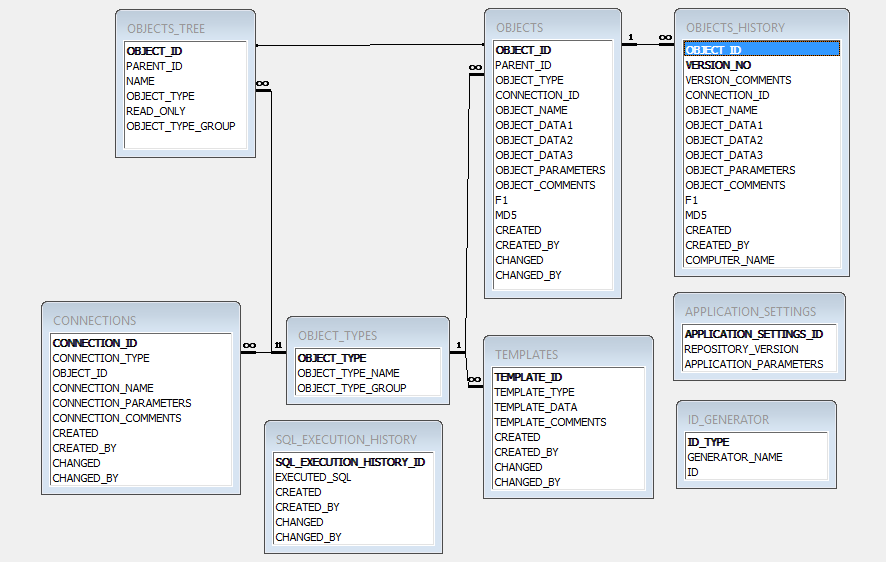 OBJECTS_TREE
OBJECT_ID
PARENT_ID
NAME
OBJECT_TYPE
READ_ONLY
OBJECT_TYPE_GROUP
OBJECTS
OBJECT_ID
PARENT_ID
OBJECT_TYPE
CONNECTION_ID
OBJECT_NAME
OBJECT_DATA1
OBJECT_DATA2
OBJECT_DATA3
OBJECT_PARAMETERS
OBJECT_COMMENTS
F1
MD5
CREATED
CREATED_BY
CHANGED
CHANGED_BY
1 ∞
OBJECTS_HISTORY
OBJECT_ID
VERSION_NO
VERSION_COMMENTS
CONNECTION_ID
OBJECT_NAME
OBJECT_DATA1
OBJECT_DATA2
OBJECT_DATA3
OBJECT_PARAMETERS
OBJECT_COMMENTS
F1
MD5
CREATED
CREATED_BY
COMPUTER_NAME
∞
∞
CONNECTIONS
CONNECTION_ID
CONNECTION_TYPE
OBJECT_ID
CONNECTION_NAME
CONNECTION_PARAMETERS
CONNECTION_COMMENTS
CREATED
CREATED_BY
CHANGED
CHANGED_BY
∞ 11
OBJECT_TYPES
OBJECT_TYPE
OBJECT_TYPE_NAME
OBJECT_TYPE_GROUP
1
∞
TEMPLATES
TEMPLATE_ID
TEMPLATE_TYPE
TEMPLATE_DATA
TEMPLATE_COMMENTS
CREATED
CREATED_BY
CHANGED
CHANGED_BY
APPLICATION_SETTINGS
APPLICATION_SETTINGS_ID
REPOSITORY_VERSION
APPLICATION_PARAMETERS
SQL_EXECUTION_HISTORY
SQL_EXECUTION_HISTORY_ID
EXECUTED_SQL
CREATED
CREATED_BY
CHANGED
CHANGED_BY
ID_GENERATOR
ID_TYPE
GENERATOR_NAME
ID